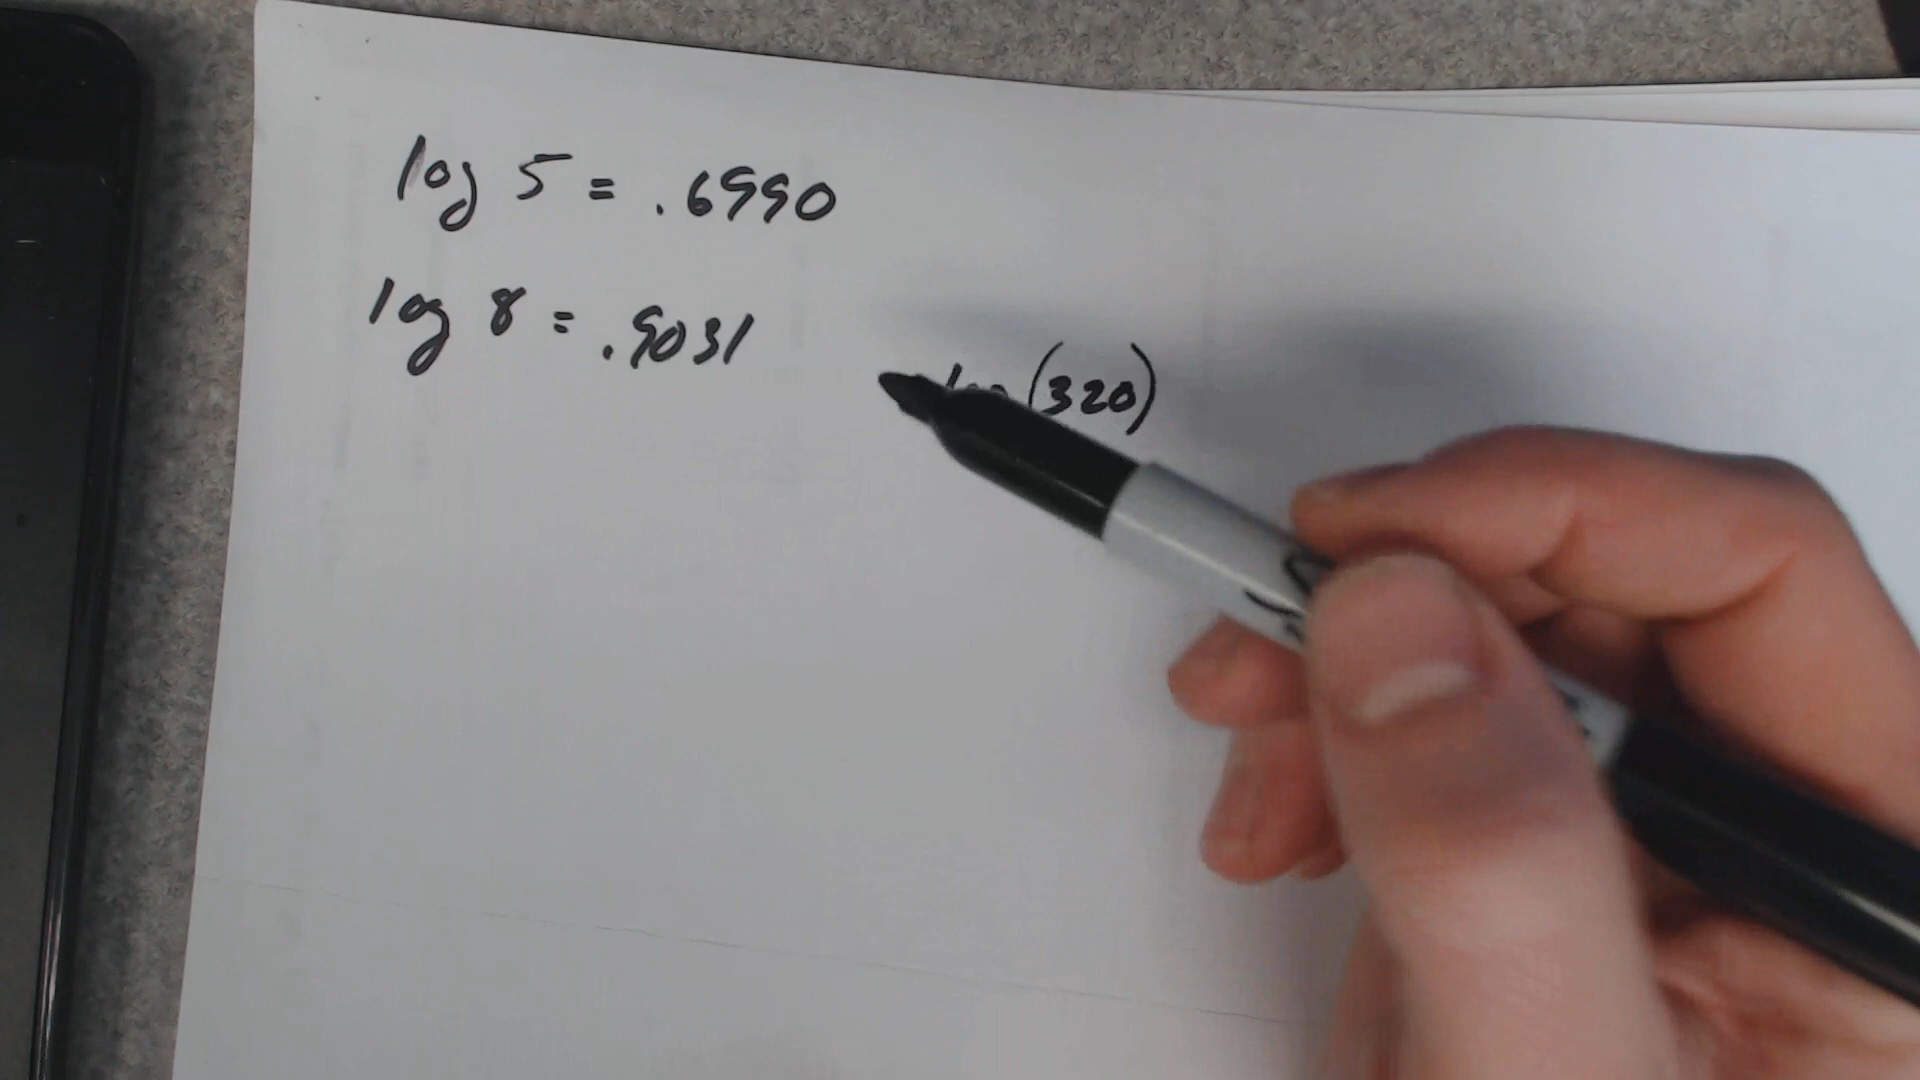 log 5 = .6990
log 8 = .9031
(320)